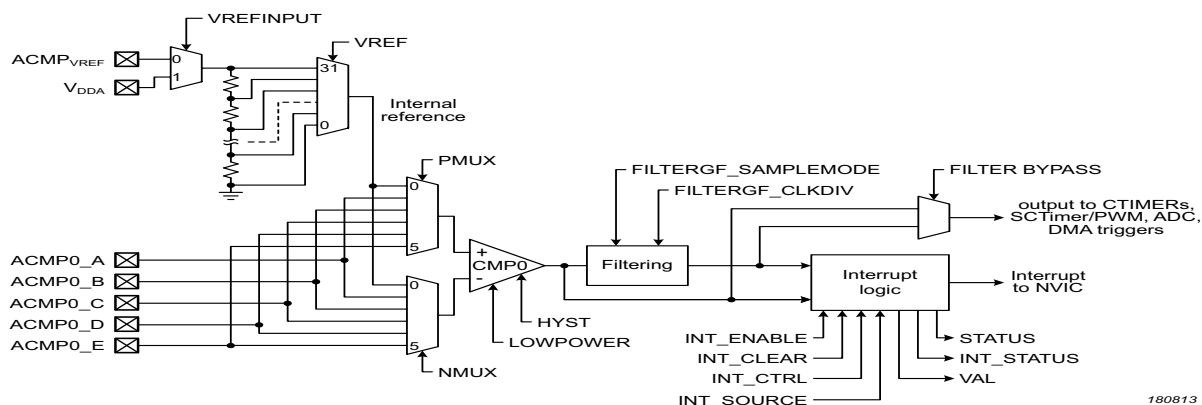 VREFINPUT
ACMPVREF
0
1
VDDA
VREF
31
0
Internal
reference
PMUX
0
5
FILTERGF_SAMPLEMODE
FILTERGF_CLKDIV
FILTER BYPASS
output to CTIMERs,
SCTimer/PWM, ADC,
DMA triggers
ACMP0_A
ACMP0_B
ACMP0_C
ACMP0_D
ACMP0_E
+
CMP0
-
Filtering
Interrupt
logic
Interrupt
to NVIC
0
5
HYST
LOWPOWER
NMUX
INT_ENABLE
INT_CLEAR
INT_CTRL
INT_SOURCE
STATUS
INT_STATUS
VAL
180813